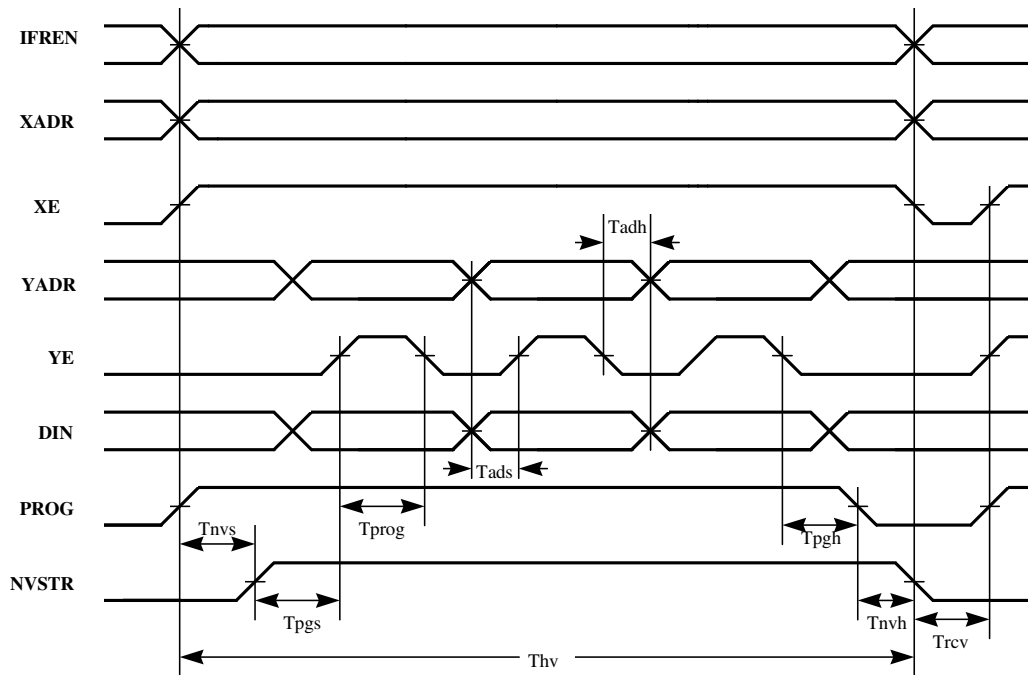 IFREN
XADR
XE
Tadh
YADR
YE
DIN
Tads
PROG
Tnvs
Tprog
Tpgh
NVSTR
Tpgs
Tnvh
Trcv
Thv